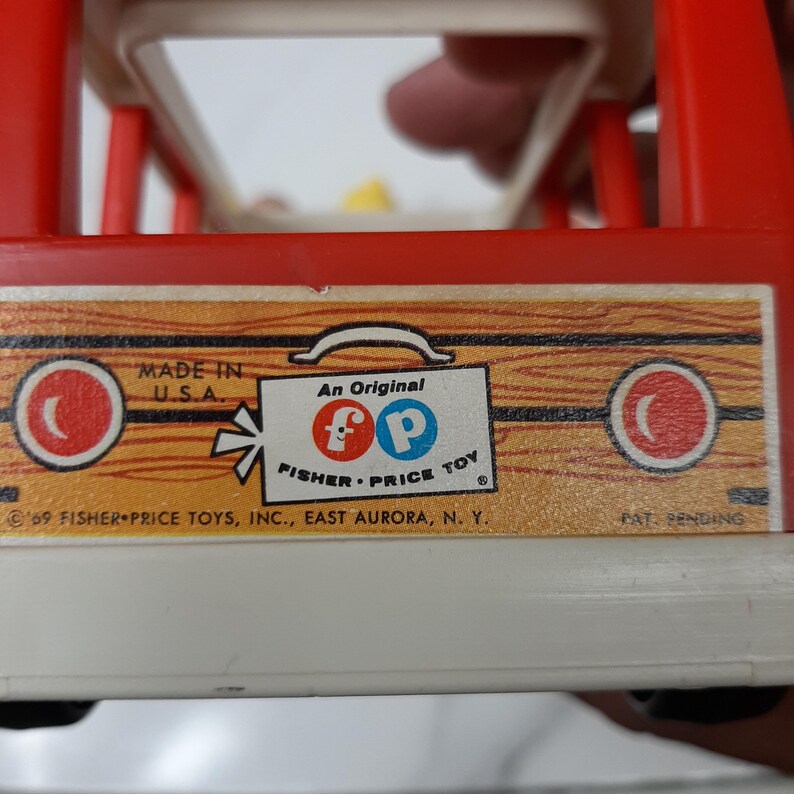 MADE IN
U.S.A.
An Original
fp
FISHER•PRICE TOY®
©'69 FISHER•PRICE TOYS, INC., EAST AURORA, N. Y.
PAT. PENDING